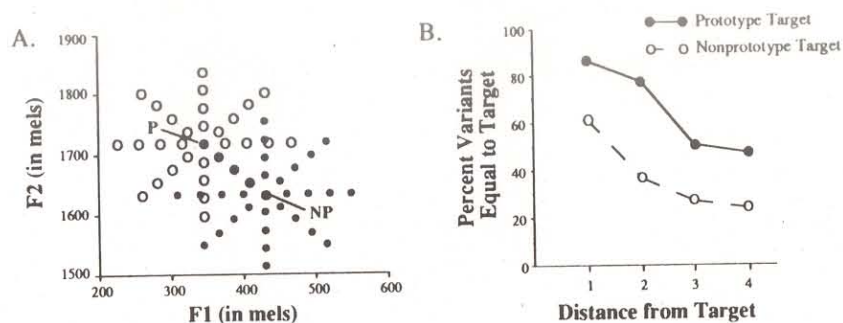 A.
F2 (in mels)
1900
1800
1700
1600
1500
P
NP
200 300 400 500 600
F1 (in mels)
B.
Prototype Target
Nonprototype Target
Percent Variants
Equal to Target
100
80
60
40
20
0
1 2 3 4
Distance from Target